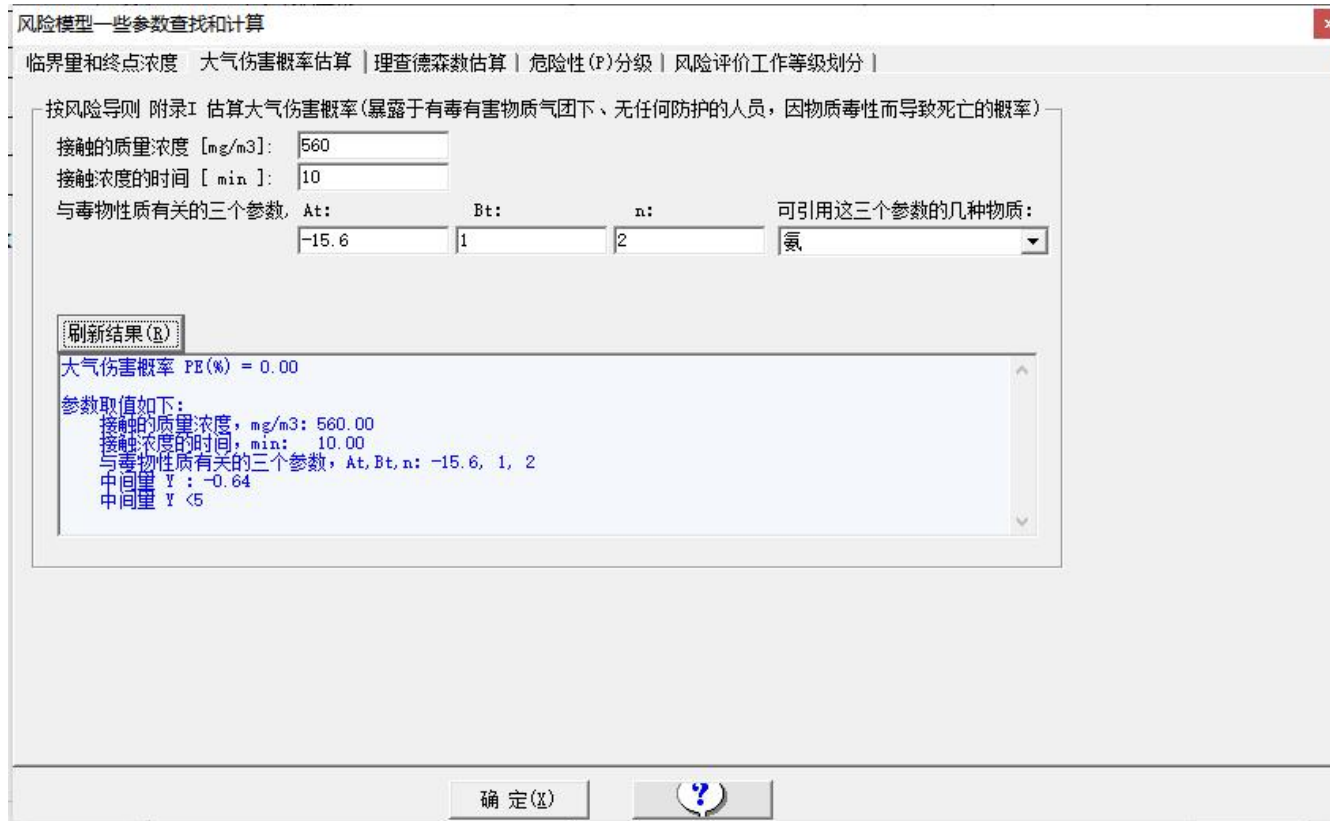 风险模型一些参数查找和计算
临界量和终点浓度 大气伤害概率估算 理查德森数估算 危险性(P)分级 风险评价工作等级划分
按风险导则 附录I 估算大气伤害概率(暴露于有毒有害物质气团下、无任何防护的人员，因物质毒性而导致死亡的概率)
接触的质量浓度 [mg/m3]: 560
接触浓度的时间 [ min ]: 10
与毒物性质有关的三个参数, At: Bt: n: 可引用这三个参数的几种物质:
-15.6 1 2 氨
刷新结果(R)
大气伤害概率 PE(%) = 0.00
参数取值如下:
接触的质量浓度，mg/m3: 560.00
接触浓度的时间，min: 10.00
与毒物性质有关的三个参数，At,Bt,n: -15.6, 1, 2
中间量 Y : -0.64
中间量 Y <5
确 定(X) ?